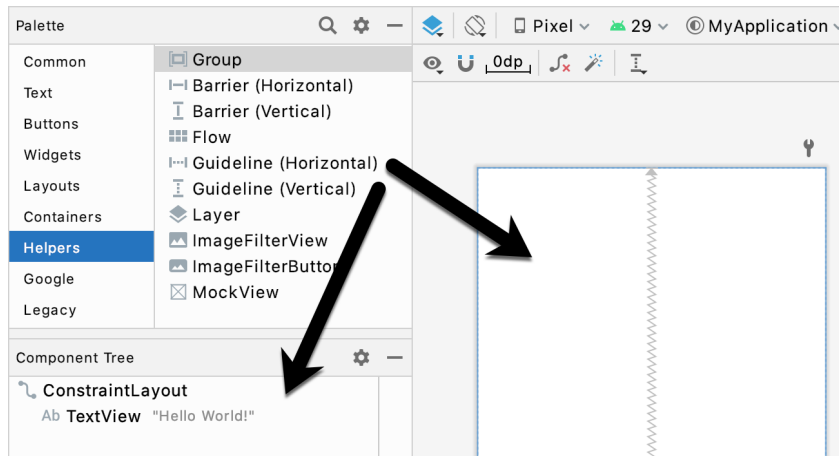 Palette
Pixel
29
MyApplication
0dp
Common
Text
Buttons
Widgets
Layouts
Containers
Helpers
Google
Legacy
Group
Barrier (Horizontal)
Barrier (Vertical)
Flow
Guideline (Horizontal)
Guideline (Vertical)
Layer
ImageFilterView
ImageFilterButton
MockView
Component Tree
ConstraintLayout
Ab TextView "Hello World!"